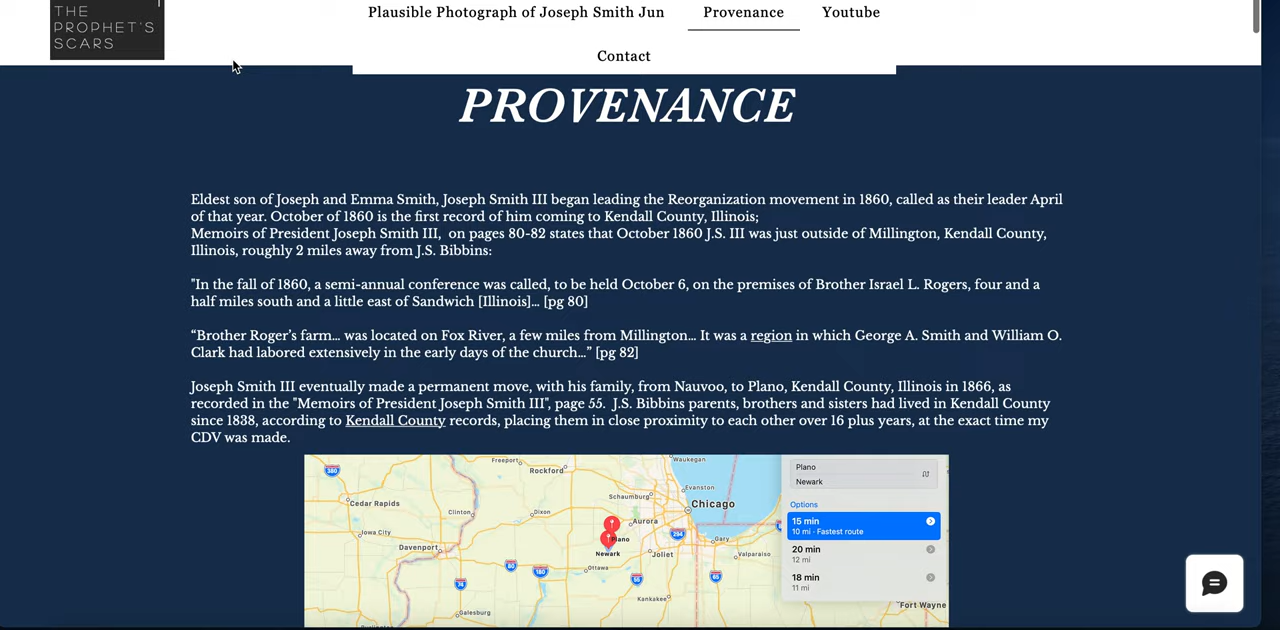 THE
PROPHET'S
SCARS
Plausible Photograph of Joseph Smith Jun
Provenance
Youtube
Contact
PROVENANCE
Eldest son of Joseph and Emma Smith, Joseph Smith III began leading the Reorganization movement in 1860, called as their leader April
of that year. October of 1860 is the first record of him coming to Kendall County, Illinois;
Memoirs of President Joseph Smith III, on pages 80-82 states that October 1860 J.S. III was just outside of Millington, Kendall County,
Illinois, roughly 2 miles away from J.S. Bibbins:
"In the fall of 1860, a semi-annual conference was called, to be held October 6, on the premises of Brother Israel L. Rogers, four and a
half miles south and a little east of Sandwich [Illinois]... [pg 80]
“Brother Roger’s farm... was located on Fox River, a few miles from Millington... It was a region in which George A. Smith and William O.
Clark had labored extensively in the early days of the church...” [pg 82]
Joseph Smith III eventually made a permanent move, with his family, from Nauvoo, to Plano, Kendall County, Illinois in 1866, as
recorded in the "Memoirs of President Joseph Smith III", page 55. J.S. Bibbins parents, brothers and sisters had lived in Kendall County
since 1838, according to Kendall County records, placing them in close proximity to each other over 16 plus years, at the exact time my
CDV was made.
Waukegan
Freeport
Rockford
380
Evanston
Schaumburg
Cedar Rapids
Clinton
Dixon
Chicago
Aurora
294
Iowa City
Plano
Gary
Davenport
Newark
Joliet
Valparaiso
80
180
Ottawa
74
55
65
Kankakee
Galesburg
Fort Wayne
Plano
Newark
Options
15 min
10 mi · Fastest route
20 min
12 mi
18 min
11 mi